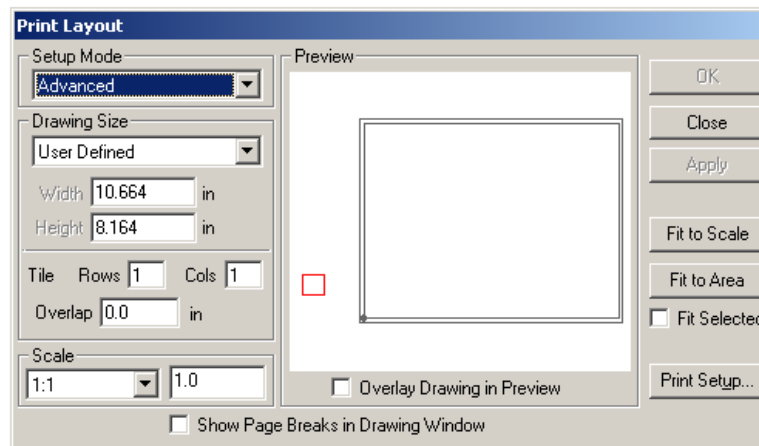 Print Layout
Setup Mode
Advanced
Drawing Size
User Defined
Width 10.664 in
Height 8.164 in
Tile Rows 1 Cols 1
Overlap 0.0 in
Scale
1:1 1.0
Preview
Overlay Drawing in Preview
Show Page Breaks in Drawing Window
OK
Close
Apply
Fit to Scale
Fit to Area
Fit Selected
Print Setup...